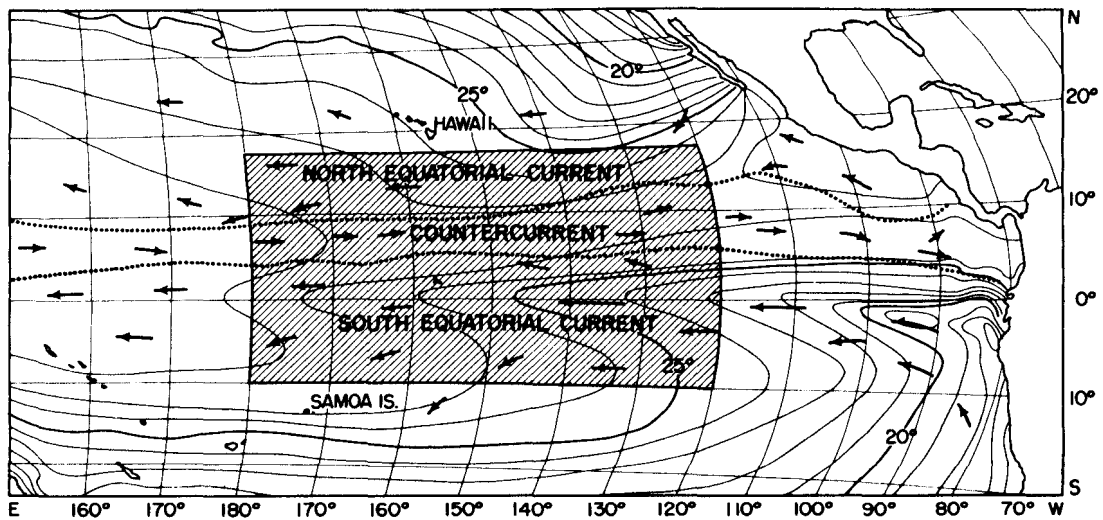 N
20°
25°
20°
HAWAII
NORTH EQUATORIAL CURRENT
10°
COUNTERCURRENT
0°
SOUTH EQUATORIAL CURRENT
25°
SAMOA IS.
10°
20°
S
E 160° 170° 180° 170° 160° 150° 140° 130° 120° 110° 100° 90° 80° 70° W